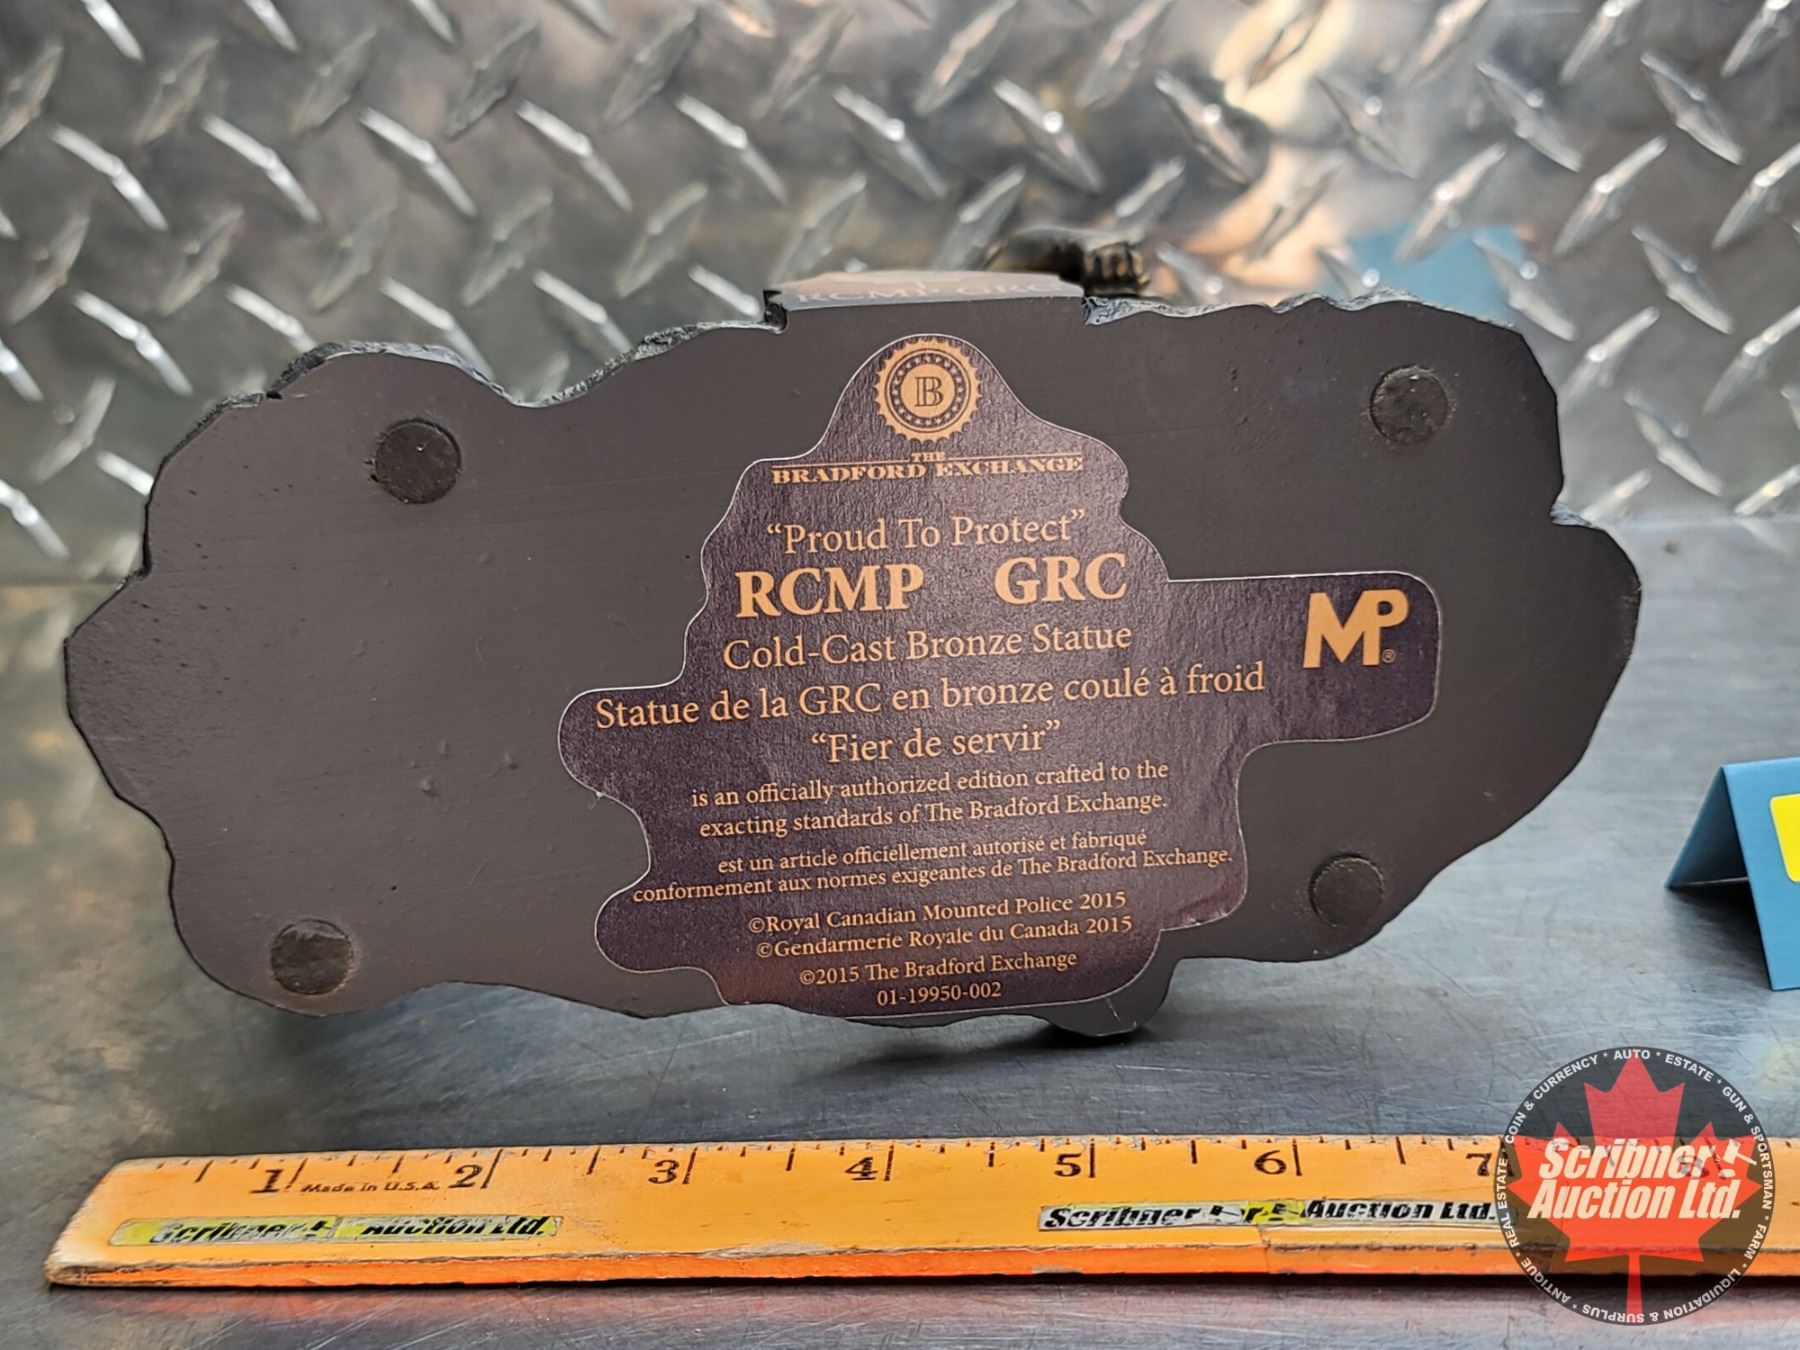 RCMP GRC
B
THE
BRADFORD EXCHANGE
“Proud To Protect”
RCMP GRC
Cold-Cast Bronze Statue
MP®
Statue de la GRC en bronze coulé à froid
“Fier de servir”
is an officially authorized edition crafted to the
exacting standards of The Bradford Exchange.
est un article officiellement autorisé et fabriqué
conformement aux normes exigeantes de The Bradford Exchange.
©Royal Canadian Mounted Police 2015
©Gendarmerie Royale du Canada 2015
©2015 The Bradford Exchange
01-19950-002
1 2 3 4 5 6 7 8
Made in U.S.A.
Scribner Auction Ltd.
Scribner Auction Ltd.
Scribner
Auction Ltd.
ANTIQUE * REAL ESTATE * COIN & CURRENCY * AUTO * ESTATE * GUN & SPORTSMAN * FARM * LIQUIDATION & SURPLUS *